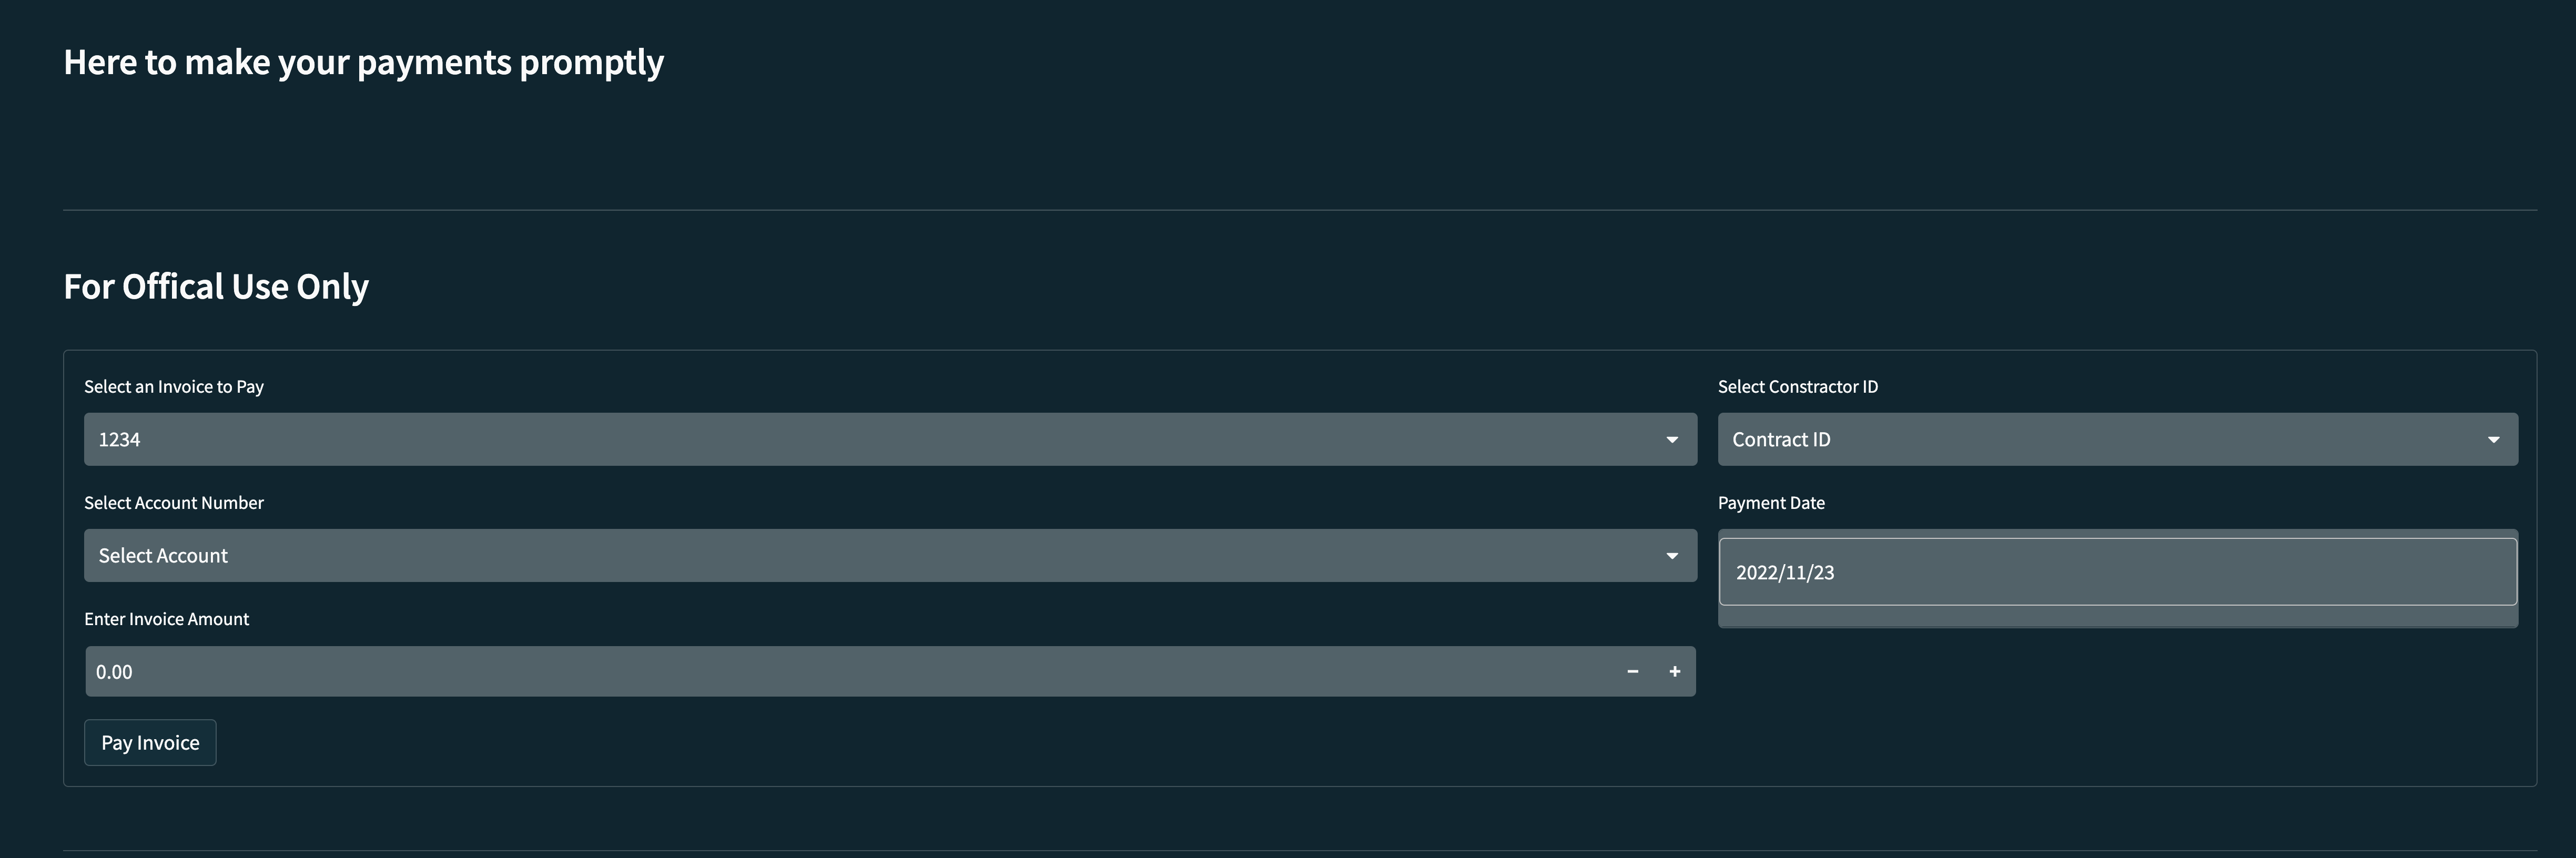 Here to make your payments promptly
For Offical Use Only
Select an Invoice to Pay
1234
Select Constractor ID
Contract ID
Select Account Number
Select Account
Payment Date
2022/11/23
Enter Invoice Amount
0.00
Pay Invoice